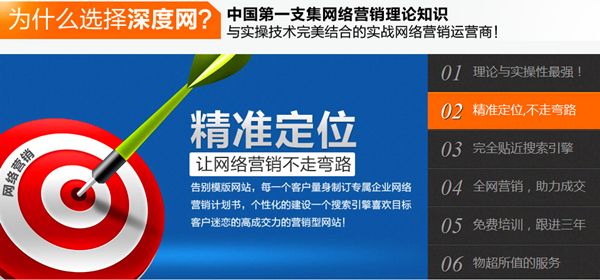 为什么选择深度网?
中国第一支集网络营销理论知识
与实操技术完美结合的实战网络营销运营商!
网络营销
精准定位
让网络营销不走弯路
告别模版网站，每一个客户量身制订专属企业网络
营销计划书，个性化的建设一个搜索引擎喜欢目标
客户迷恋的高成交力的营销型网站!
01 理论与实操性最强！
02 精准定位,不走弯路
03 完全贴近搜索引擎
04 全网营销，助力成交
05 免费培训，跟进三年
06 物超所值的服务